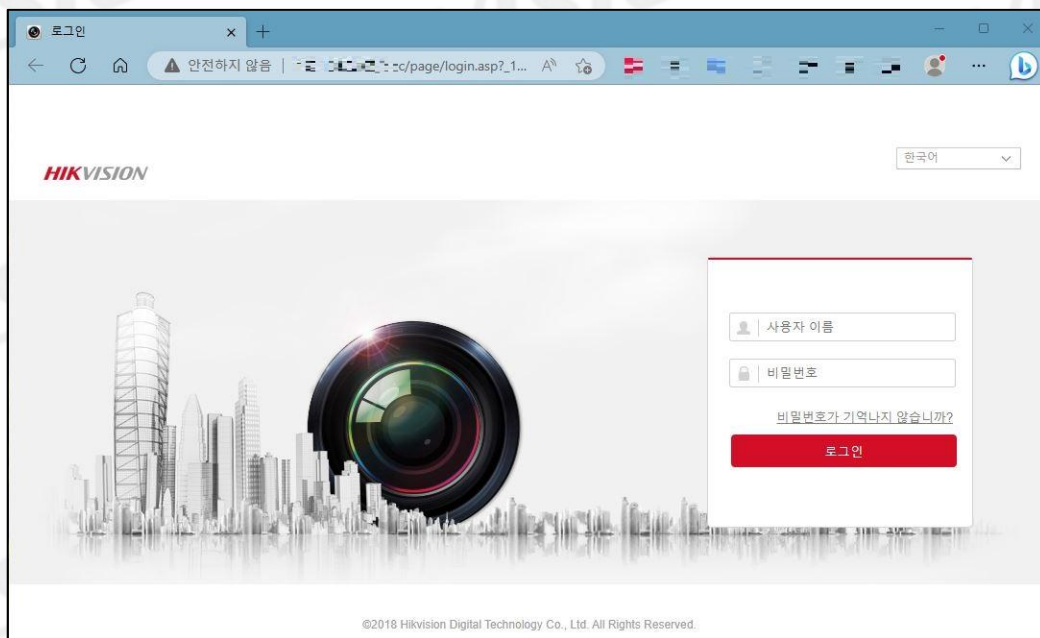 로그인
안전하지 않음 | c/page/login.asp?_1...
HIKVISION
한국어
사용자 이름
비밀번호
비밀번호가 기억나지 않습니까?
로그인
©2018 Hikvision Digital Technology Co., Ltd. All Rights Reserved.